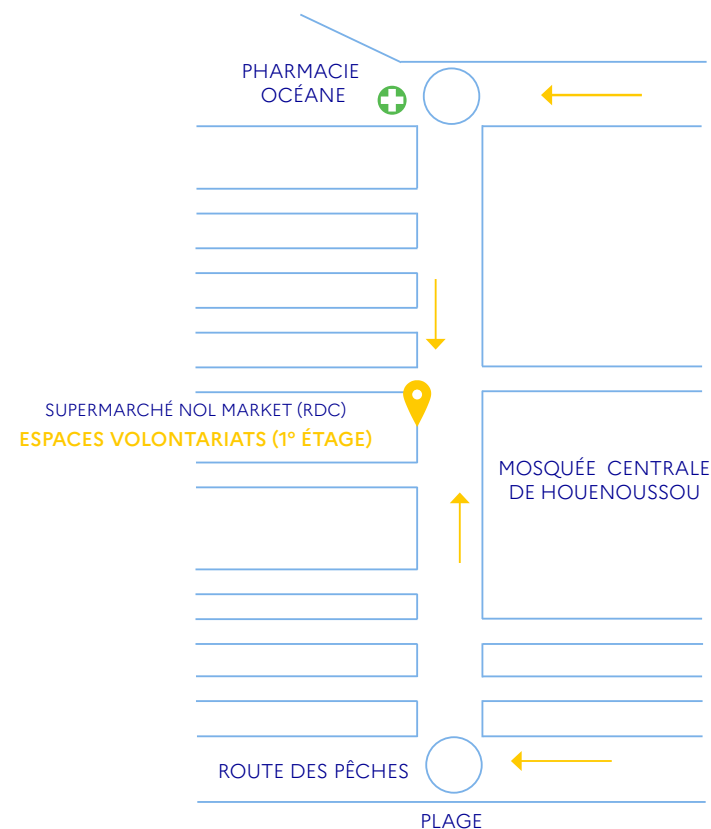 PHARMACIE
OCÉANE
SUPERMARCHÉ NOL MARKET (RDC)
ESPACES VOLONTARIATS (1º ÉTAGE)
MOSQUÉE CENTRALE
DE HOUENOUSSOU
ROUTE DES PÊCHES
PLAGE